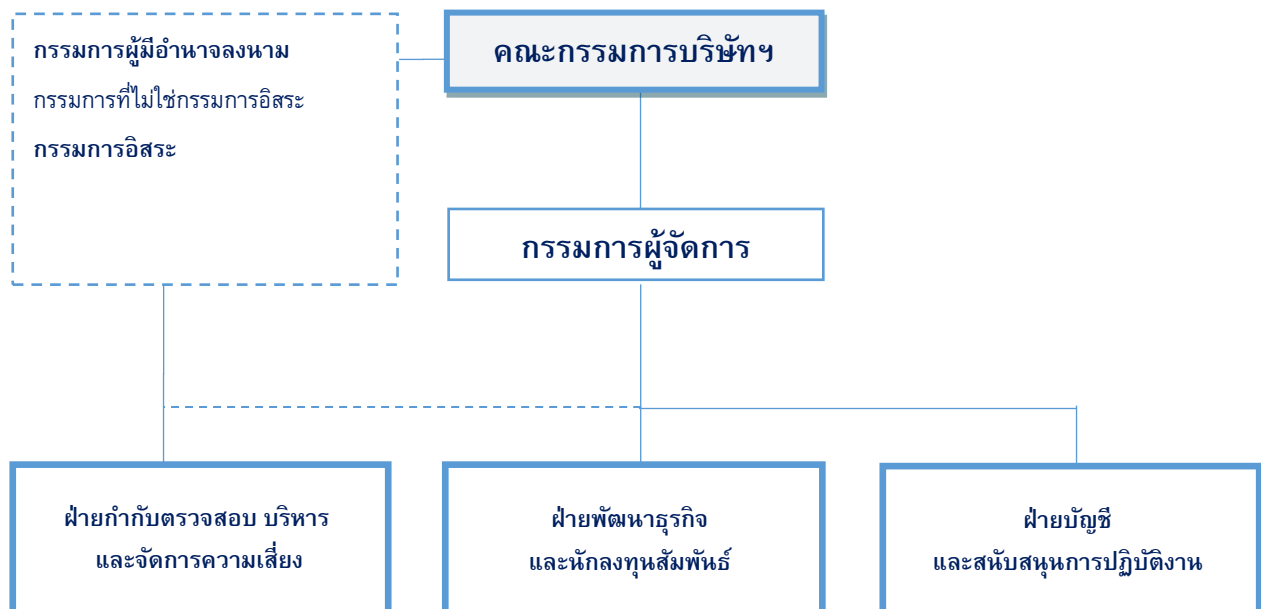 กรรมการผู้มีอำนาจลงนาม
กรรมการที่ไม่ใช่กรรมการอิสระ
กรรมการอิสระ
คณะกรรมการบริษัทฯ
กรรมการผู้จัดการ
ฝ่ายกำกับตรวจสอบ บริหาร
และจัดการความเสี่ยง
ฝ่ายพัฒหาธุรกิจ
และนักลงทุนสัมพันธ์
ฝ่ายบัญชี
และสนับสนุนการปฏิบัติงาน